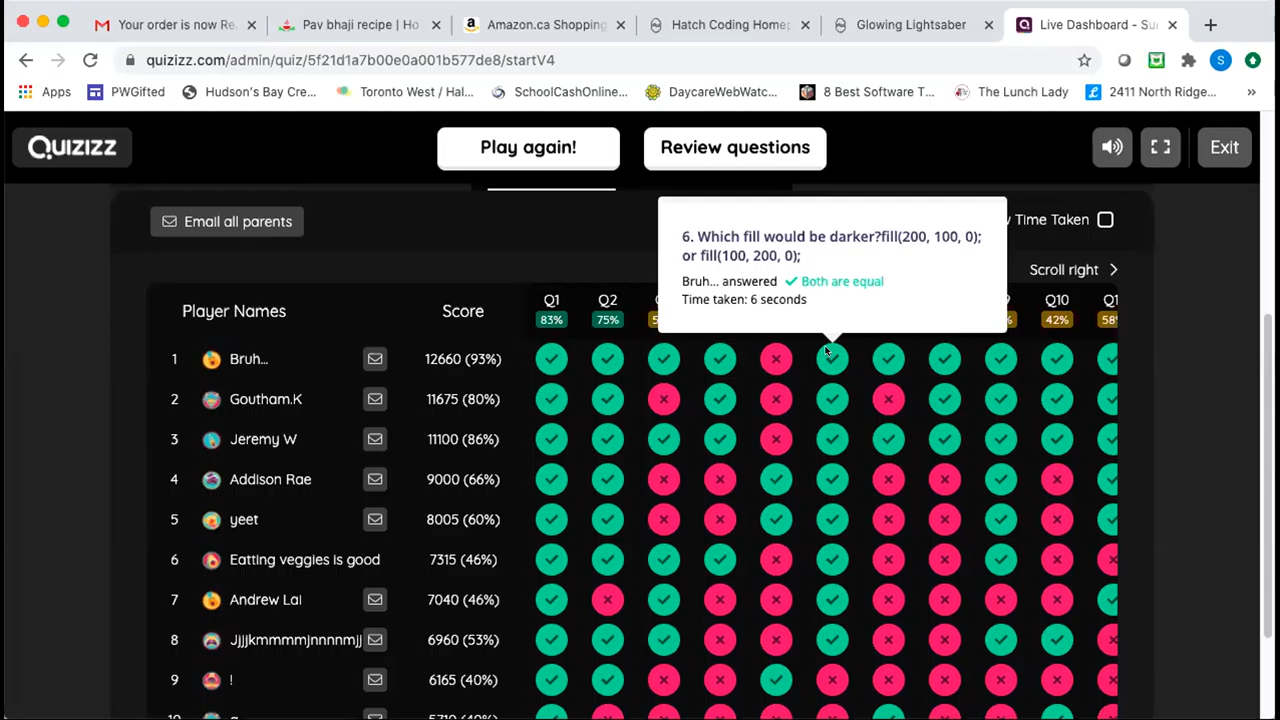 Your order is now Re
Pav bhaji recipe | Ho
Amazon.ca Shopping
Hatch Coding Home
Glowing Lightsaber
Live Dashboard - Su
quizizz.com/admin/quiz/5f21d1a7b00e0a001b577de8/startV4
S
Apps
PWGifted
Hudson's Bay Cre...
Toronto West / Hal...
SchoolCashOnline...
DaycareWebWatc...
8 Best Software T...
The Lunch Lady
2411 North Ridge...
Quizizz
Play again!
Review questions
Exit
Email all parents
Time Taken
6. Which fill would be darker?fill(200, 100, 0);
or fill(100, 200, 0);
Bruh... answered Both are equal
Time taken: 6 seconds
Scroll right
Player Names Score Q1 Q2 Q10
83% 75% 42%
1 Bruh... 12660 (93%)
2 Goutham.K 11675 (80%)
3 Jeremy W 11100 (86%)
4 Addison Rae 9000 (66%)
5 yeet 8005 (60%)
6 Eatting veggies is good 7315 (46%)
7 Andrew Lai 7040 (46%)
8 Jjjjkmmmmjnnnnmjj 6960 (53%)
9 ! 6165 (40%)